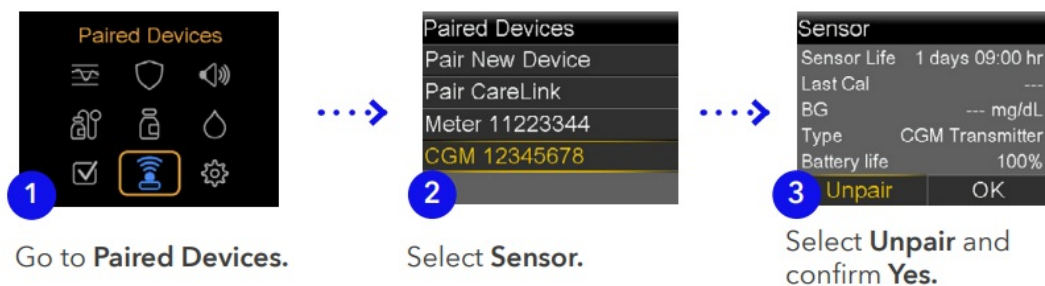 Paired Devices
1
Go to Paired Devices.
Paired Devices
Pair New Device
Pair CareLink
Meter 11223344
CGM 12345678
2
Select Sensor.
Sensor
Sensor Life 1 days 09:00 hr
Last Cal ---
BG --- mg/dL
Type CGM Transmitter
Battery life 100%
3 Unpair OK
Select Unpair and
confirm Yes.